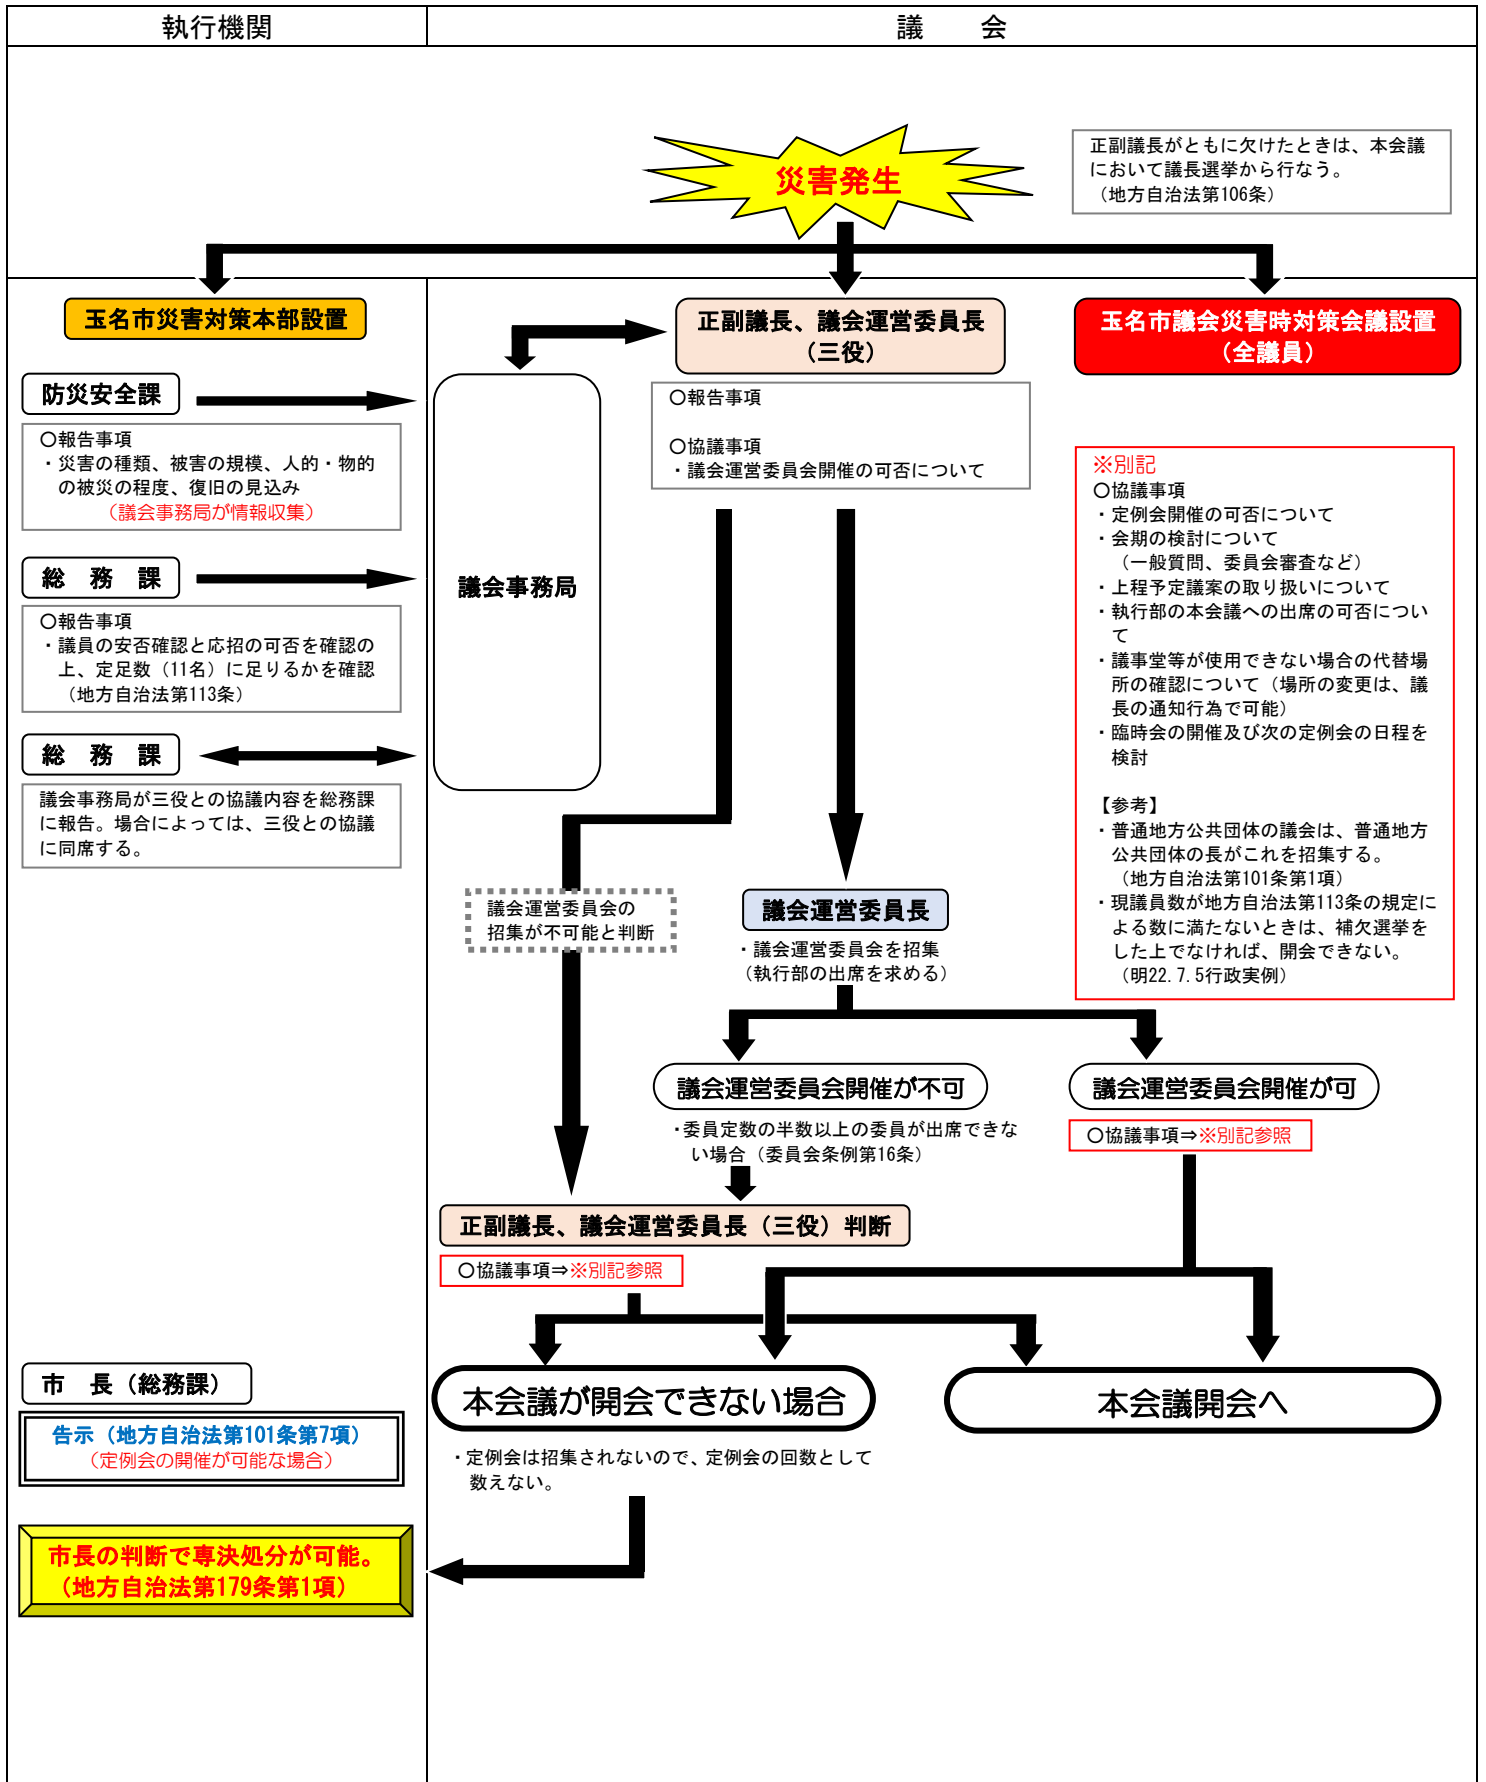 執行機関
議　　会
災害発生
正副議長がともに欠けたときは、本会議
において議長選挙から行なう。
（地方自治法第106条）
玉名市災害対策本部設置
正副議長、議会運営委員長
（三役）
玉名市議会災害時対策会議設置
（全議員）
防災安全課
〇報告事項
・災害の種類、被害の規模、人的・物的
の被災の程度、復旧の見込み
（議会事務局が情報収集）
総　務　課
〇報告事項
・議員の安否確認と応招の可否を確認の
上、定足数（11名）に足りるかを確認
（地方自治法第113条）
総　務　課
議会事務局が三役との協議内容を総務課
に報告。場合によっては、三役との協議
に同席する。
議会事務局
〇報告事項
〇協議事項
・議会運営委員会開催の可否について
※別記
〇協議事項
・定例会開催の可否について
・会期の検討について
（一般質問、委員会審査など）
・上程予定議案の取り扱いについて
・執行部の本会議への出席の可否につい
て
・議事堂等が使用できない場合の代替場
所の確認について（場所の変更は、議
長の通知行為で可能）
・臨時会の開催及び次の定例会の日程を
検討
【参考】
・普通地方公共団体の議会は、普通地方
公共団体の長がこれを招集する。
（地方自治法第101条第1項）
・現議員数が地方自治法第113条の規定に
よる数に満たないときは、補欠選挙を
した上でなければ、開会できない。
（明22.7.5行政実例）
議会運営委員会の
招集が不可能と判断
議会運営委員長
・議会運営委員会を招集
（執行部の出席を求める）
議会運営委員会開催が不可
・委員定数の半数以上の委員が出席できな
い場合（委員会条例第16条）
議会運営委員会開催が可
〇協議事項⇒※別記参照
正副議長、議会運営委員長（三役）判断
〇協議事項⇒※別記参照
本会議が開会できない場合
・定例会は招集されないので、定例会の回数として
数えない。
本会議開会へ
市　長（総務課）
告示（地方自治法第101条第7項）
（定例会の開催が可能な場合）
市長の判断で専決処分が可能。
（地方自治法第179条第1項）